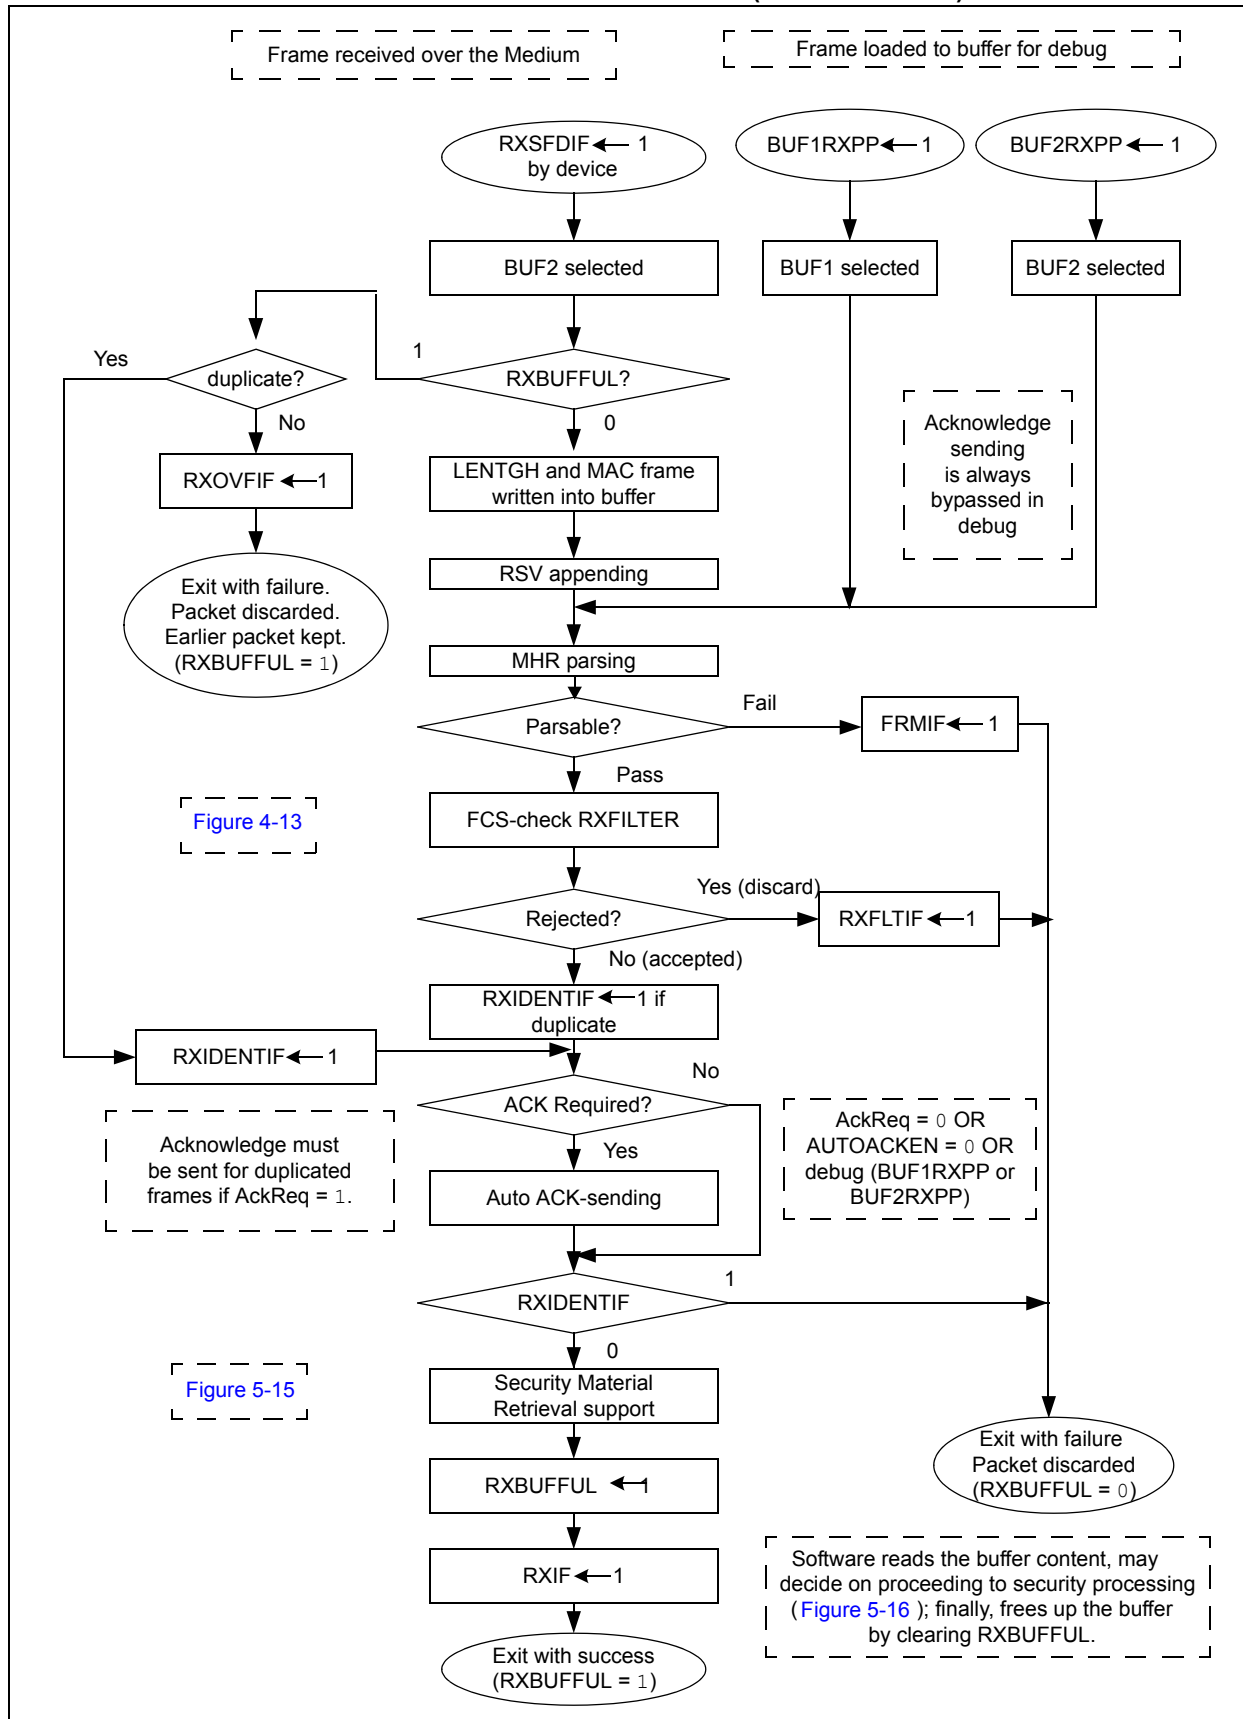 Frame received over the Medium
Frame loaded to buffer for debug
RXSFDIF ← 1
by device
BUF1RXPP ← 1
BUF2RXPP ← 1
BUF2 selected
BUF1 selected
BUF2 selected
Yes
1
duplicate?
RXBUFFUL?
No
0
Acknowledge
sending
is always
bypassed in
debug
RXOVFIF ← 1
LENTGH and MAC frame
written into buffer
RSV appending
Exit with failure.
Packet discarded.
Earlier packet kept.
(RXBUFFUL = 1)
MHR parsing
Parsable?
Fail
FRMIF ← 1
Pass
Figure 4-13
FCS-check RXFILTER
Yes (discard)
Rejected?
RXFLTIF ← 1
No (accepted)
RXIDENTIF ← 1 if
duplicate
RXIDENTIF ← 1
No
ACK Required?
AckReq = 0 OR
AUTOACKEN = 0 OR
debug (BUF1RXPP or
BUF2RXPP)
Acknowledge must
be sent for duplicated
frames if AckReq = 1.
Yes
Auto ACK-sending
1
RXIDENTIF
0
Figure 5-15
Security Material
Retrieval support
Exit with failure
Packet discarded
(RXBUFFUL = 0)
RXBUFFUL ← 1
RXIF ← 1
Software reads the buffer content, may
decide on proceeding to security processing
(Figure 5-16 ); finally, frees up the buffer
by clearing RXBUFFUL.
Exit with success
(RXBUFFUL = 1)